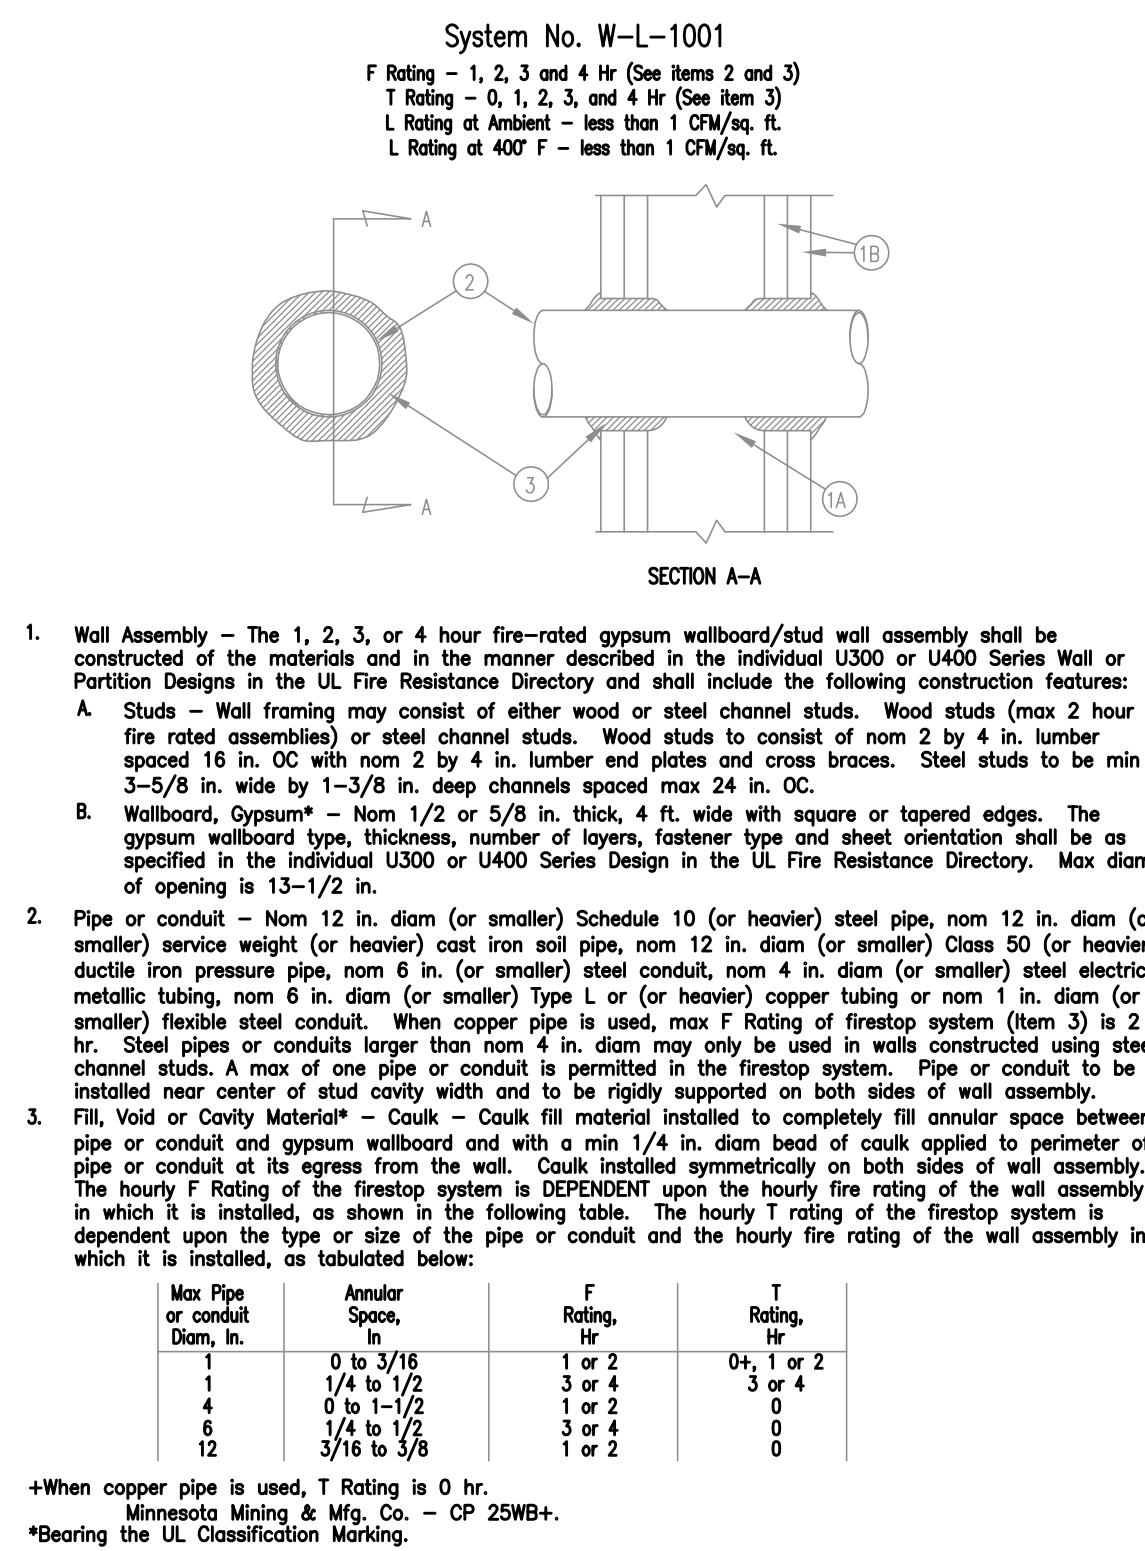 System No. W-L-1001
F Rating - 1, 2, 3 and 4 Hr (See items 2 and 3)
T Rating - 0, 1, 2, 3, and 4 Hr (See item 3)
L Rating at Ambient - less than 1 CFM/sq. ft.
L Rating at 400° F - less than 1 CFM/sq. ft.
A
1B
2
3
1A
A
SECTION A-A
1. Wall Assembly - The 1, 2, 3, or 4 hour fire-rated gypsum wallboard/stud wall assembly shall be
constructed of the materials and in the manner described in the individual U300 or U400 Series Wall or
Partition Designs in the UL Fire Resistance Directory and shall include the following construction features:
A. Studs - Wall framing may consist of either wood or steel channel studs. Wood studs (max 2 hour
fire rated assemblies) or steel channel studs. Wood studs to consist of nom 2 by 4 in. lumber
spaced 16 in. OC with nom 2 by 4 in. lumber end plates and cross braces. Steel studs to be min
3-5/8 in. wide by 1-3/8 in. deep channels spaced max 24 in. OC.
B. Wallboard, Gypsum* - Nom 1/2 or 5/8 in. thick, 4 ft. wide with square or tapered edges. The
gypsum wallboard type, thickness, number of layers, fastener type and sheet orientation shall be as
specified in the individual U300 or U400 Series Design in the UL Fire Resistance Directory. Max diam
of opening is 13-1/2 in.
2. Pipe or conduit - Nom 12 in. diam (or smaller) Schedule 10 (or heavier) steel pipe, nom 12 in. diam (o
smaller) service weight (or heavier) cast iron soil pipe, nom 12 in. diam (or smaller) Class 50 (or heavier
ductile iron pressure pipe, nom 6 in. (or smaller) steel conduit, nom 4 in. diam (or smaller) steel electric
metallic tubing, nom 6 in. diam (or smaller) Type L or (or heavier) copper tubing or nom 1 in. diam (or
smaller) flexible steel conduit. When copper pipe is used, max F Rating of firestop system (Item 3) is 2
hr. Steel pipes or conduits larger than nom 4 in. diam may only be used in walls constructed using stee
channel studs. A max of one pipe or conduit is permitted in the firestop system. Pipe or conduit to be
installed near center of stud cavity width and to be rigidly supported on both sides of wall assembly.
3. Fill, Void or Cavity Material* - Caulk - Caulk fill material installed to completely fill annular space between
pipe or conduit and gypsum wallboard and with a min 1/4 in. diam bead of caulk applied to perimeter of
pipe or conduit at its egress from the wall. Caulk installed symmetrically on both sides of wall assembly.
The hourly F Rating of the firestop system is DEPENDENT upon the hourly fire rating of the wall assembly
in which it is installed, as shown in the following table. The hourly T rating of the firestop system is
dependent upon the type or size of the pipe or conduit and the hourly fire rating of the wall assembly in
which it is installed, as tabulated below:
Max Pipe Annular F T
or conduit Space, Rating, Rating,
Diam, In. In Hr Hr
1 0 to 3/16 1 or 2 0+, 1 or 2
1 1/4 to 1/2 3 or 4 3 or 4
4 0 to 1-1/2 1 or 2 0
6 1/4 to 1/2 3 or 4 0
12 3/16 to 3/8 1 or 2 0
+When copper pipe is used, T Rating is 0 hr.
Minnesota Mining & Mfg. Co. - CP 25WB+.
*Bearing the UL Classification Marking.